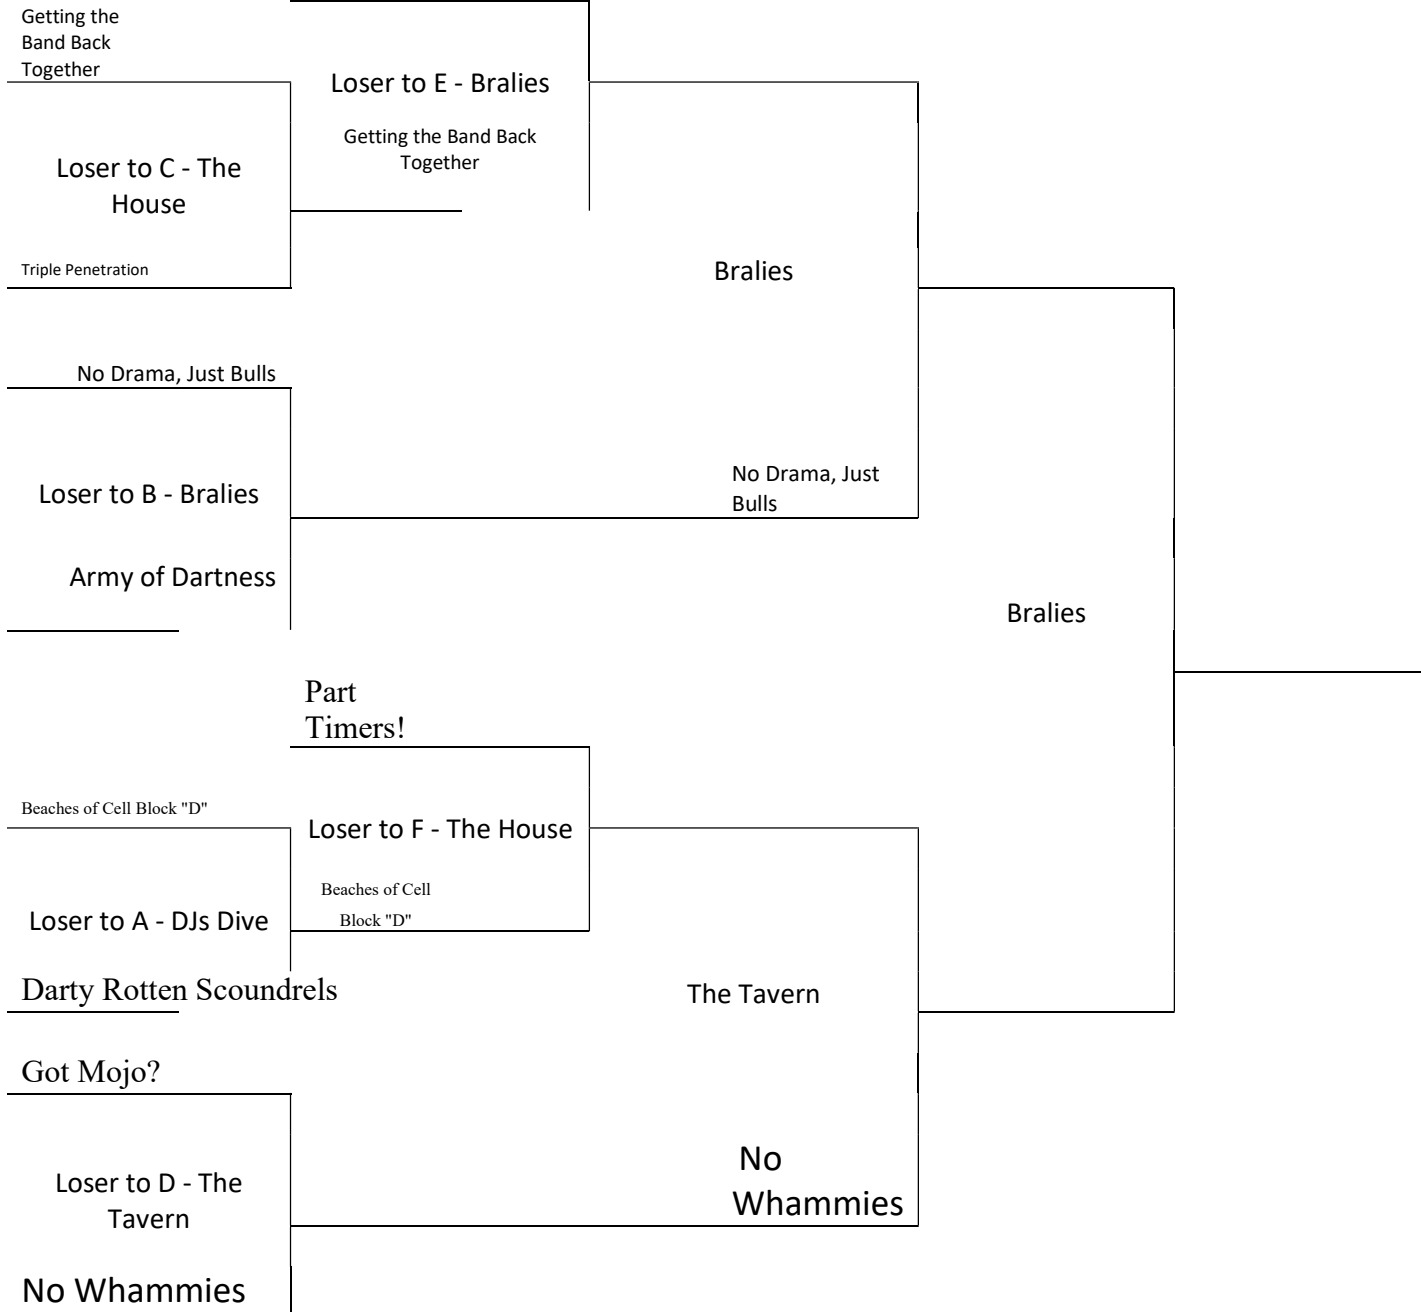 Getting the
Band Back
Together
Loser to E - Bralies
Getting the Band Back
Together
Loser to C - The
House
Triple Penetration
Bralies
No Drama, Just Bulls
No Drama, Just
Bulls
Loser to B - Bralies
Army of Dartness
Bralies
Part
Timers!
Beaches of Cell Block "D"
Loser to F - The House
Beaches of Cell
Block "D"
Loser to A - DJs Dive
Darty Rotten Scoundrels
The Tavern
Got Mojo?
No
Whammies
Loser to D - The
Tavern
No Whammies